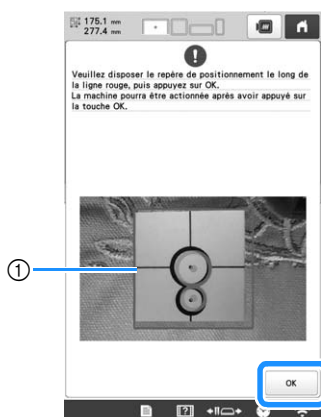 175.1 mm
277.4 mm
Veuillez disposer le repère de positionnement le long de
la ligne rouge, puis appuyez sur OK.
La machine pourra être actionnée après avoir appuyé sur
la touche OK.
①
OK